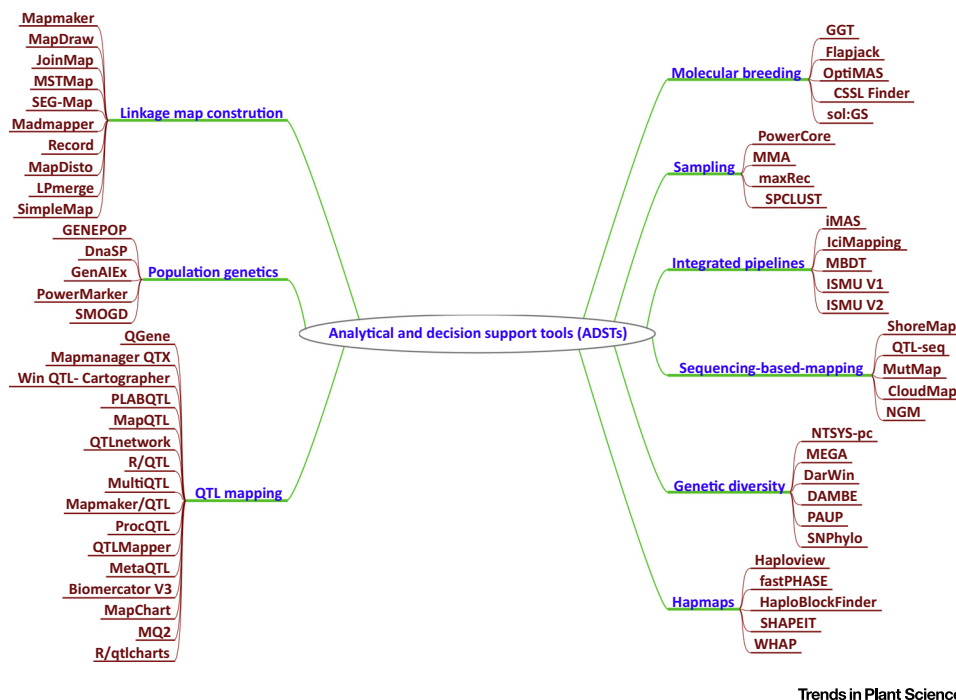 Mapmaker
MapDraw
JoinMap
MSTMap
SEG-Map
Madmapper
Record
MapDisto
LPmerge
SimpleMap
Linkage map constrution
GENEPOP
DnaSP
GenAlEx
PowerMarker
SMOGD
Population genetics
QGene
Mapmanager QTX
Win QTL- Cartographer
PLABQTL
MapQTL
QTLnetwork
R/QTL
MultiQTL
Mapmaker/QTL
ProcQTL
QTLMapper
MetaQTL
Biomercator V3
MapChart
MQ2
R/qtlcharts
QTL mapping
Analytical and decision support tools (ADSTs)
Molecular breeding
GGT
Flapjack
OptiMAS
CSSL Finder
sol:GS
Sampling
PowerCore
MMA
maxRec
SPCLUST
Integrated pipelines
iMAS
IciMapping
MBDT
ISMU V1
ISMU V2
Sequencing-based-mapping
ShoreMap
QTL-seq
MutMap
CloudMap
NGM
Genetic diversity
NTSYS-pc
MEGA
DarWin
DAMBE
PAUP
SNPhylo
Hapmaps
Haploview
fastPHASE
HaploBlockFinder
SHAPEIT
WHAP
Trends in Plant Science